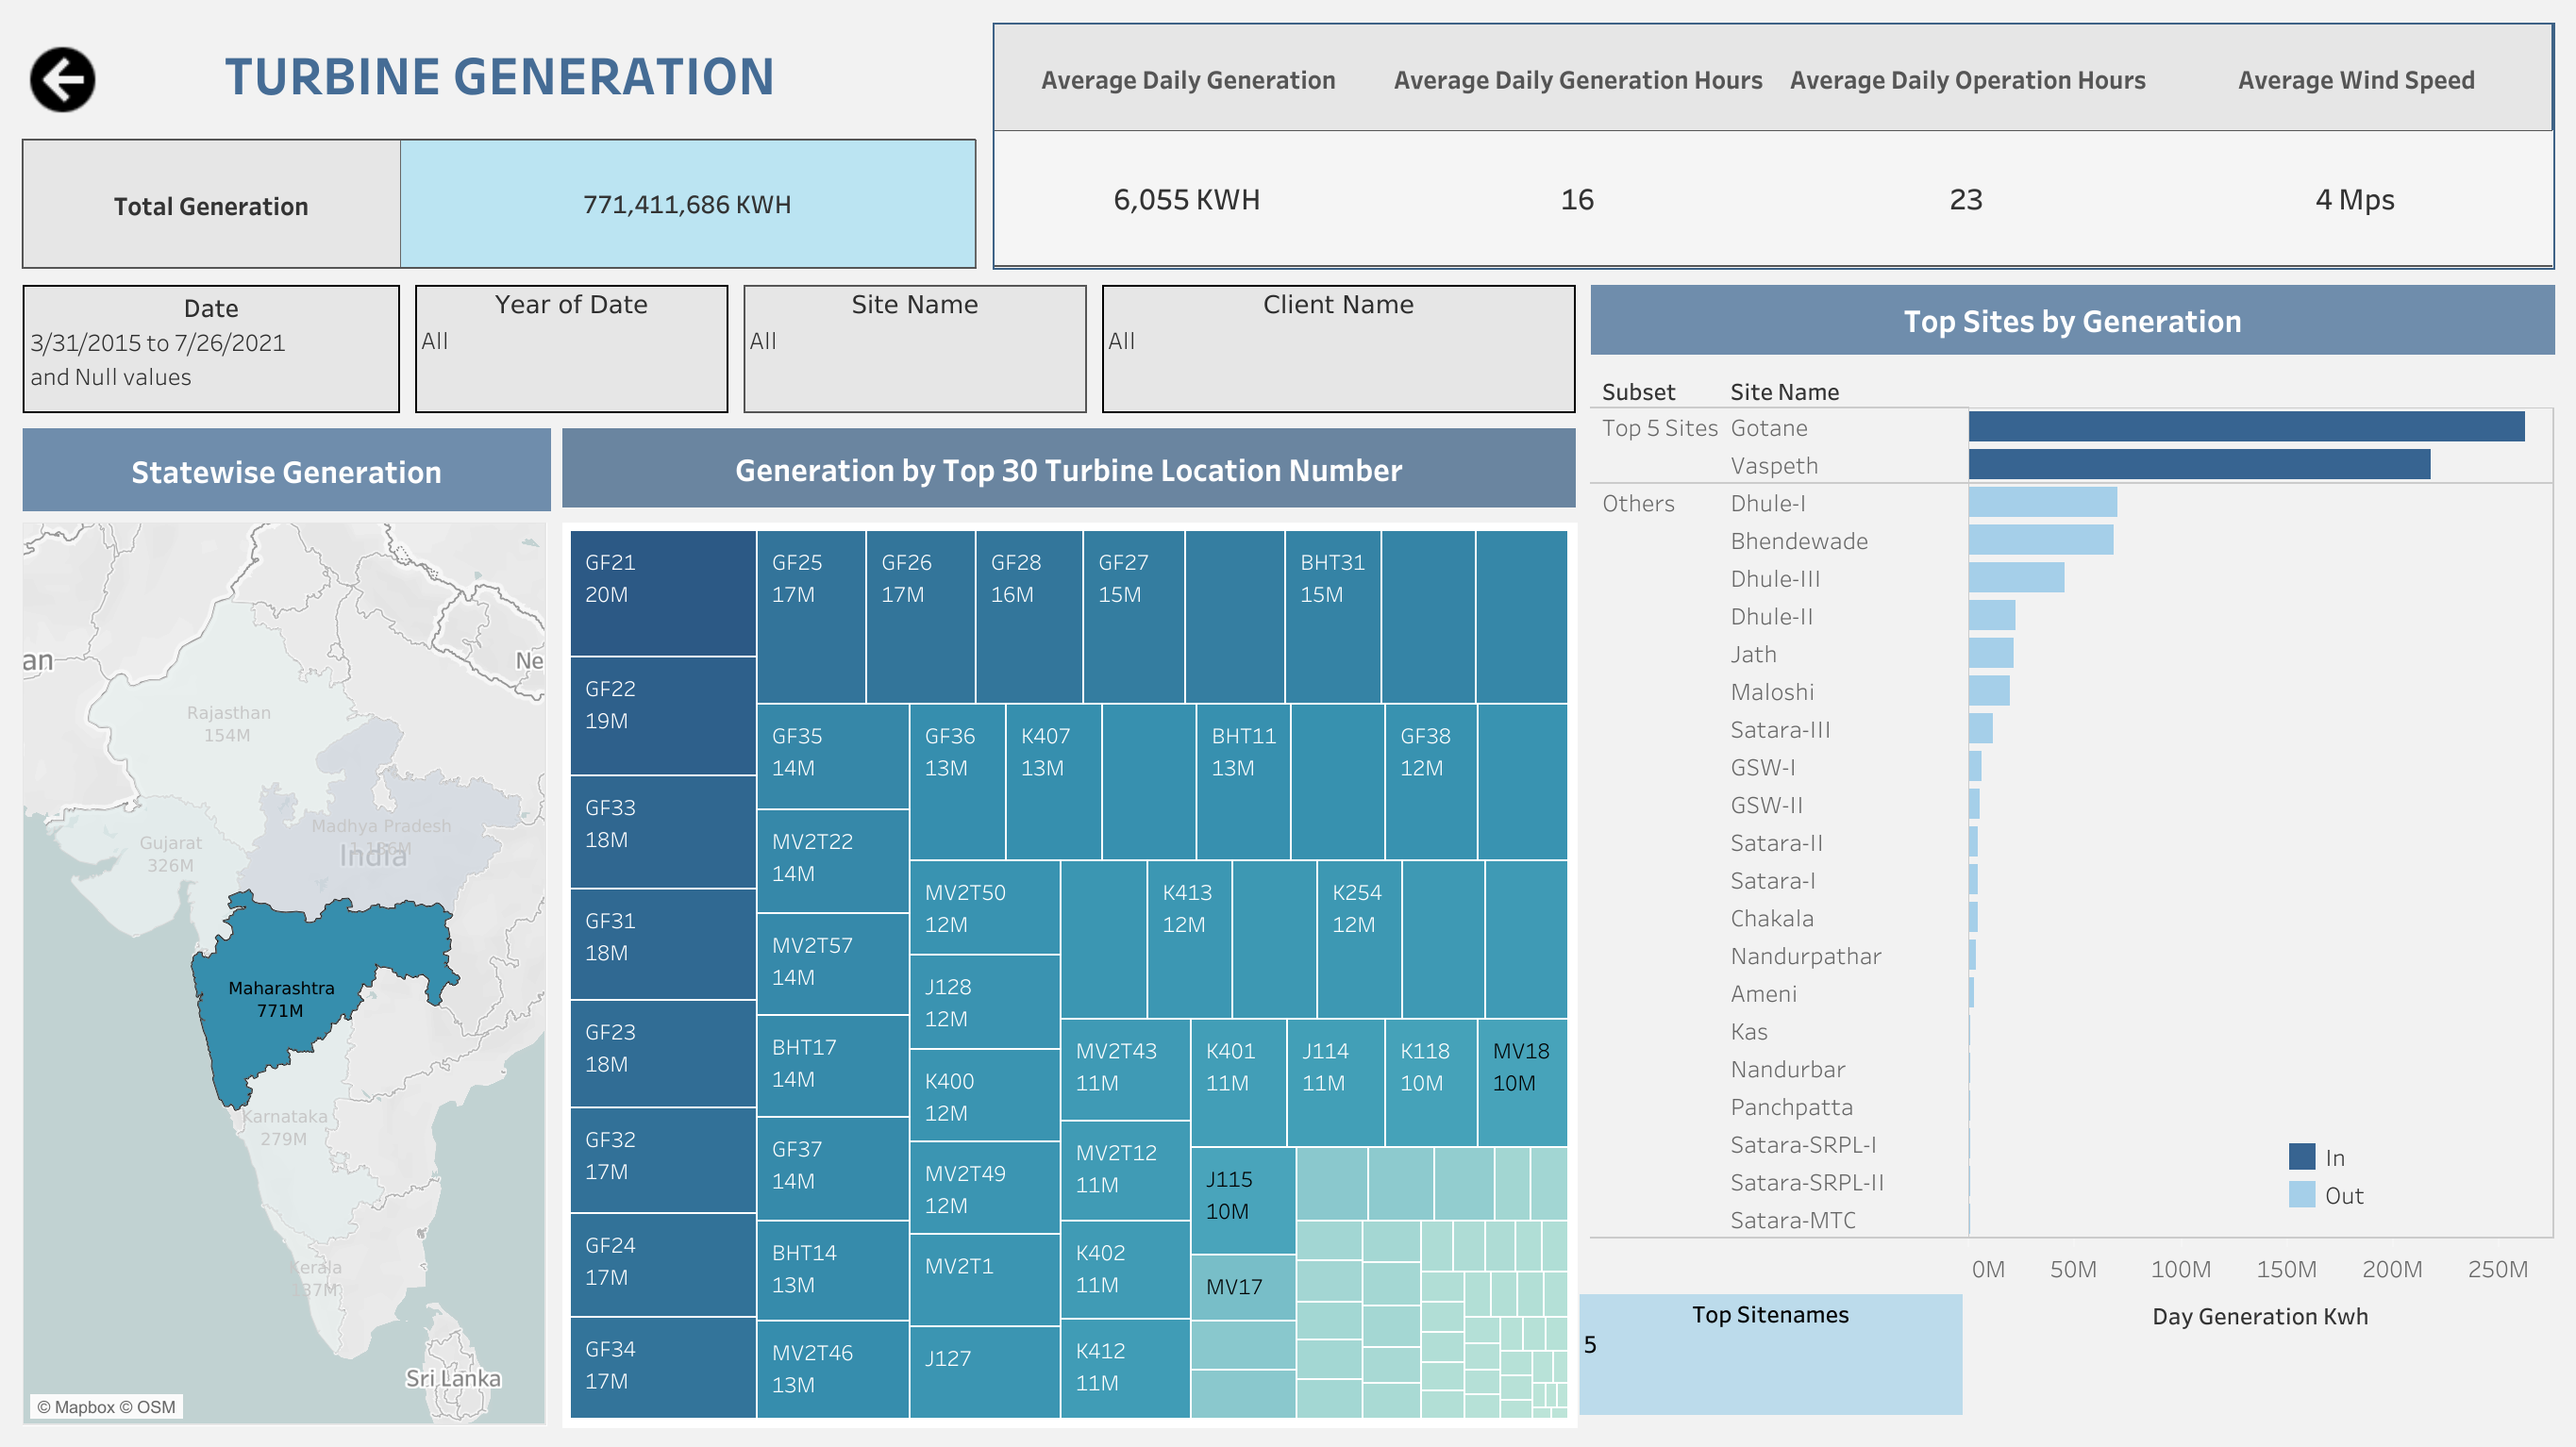 TURBINE GENERATION
Average Daily Generation
Average Daily Generation Hours
Average Daily Operation Hours
Average Wind Speed
6,055 KWH
16
23
4 Mps
Total Generation
771,411,686 KWH
Date
3/31/2015 to 7/26/2021
and Null values
Year of Date
All
Site Name
All
Client Name
All
Statewise Generation
an
Ne
Rajasthan
154M
Gujarat
326M
Madhya Pradesh
India
Maharashtra
771M
Karnataka
279M
Kerala
137M
Sri Lanka
© Mapbox © OSM
Generation by Top 30 Turbine Location Number
GF21
20M
GF22
19M
GF33
18M
GF31
18M
GF23
18M
GF32
17M
GF24
17M
GF34
17M
GF25
17M
GF26
17M
GF28
16M
GF27
15M
BHT31
15M
GF35
14M
MV2T22
14M
MV2T57
14M
BHT17
14M
GF37
14M
BHT14
13M
MV2T46
13M
GF36
13M
K407
13M
BHT11
13M
GF38
12M
MV2T50
12M
J128
12M
K400
12M
MV2T49
12M
MV2T1
J127
K413
12M
K254
12M
MV2T43
11M
MV2T12
11M
K402
11M
K412
11M
K401
11M
J114
11M
K118
10M
MV18
10M
J115
10M
MV17
Top Sites by Generation
Subset
Site Name
Top 5 Sites
Gotane
Vaspeth
Others
Dhule-I
Bhendewade
Dhule-III
Dhule-II
Jath
Maloshi
Satara-III
GSW-I
GSW-II
Satara-II
Satara-I
Chakala
Nandurpathar
Ameni
Kas
Nandurbar
Panchpatta
Satara-SRPL-I
Satara-SRPL-II
Satara-MTC
In
Out
0M
50M
100M
150M
200M
250M
Day Generation Kwh
Top Sitenames
5